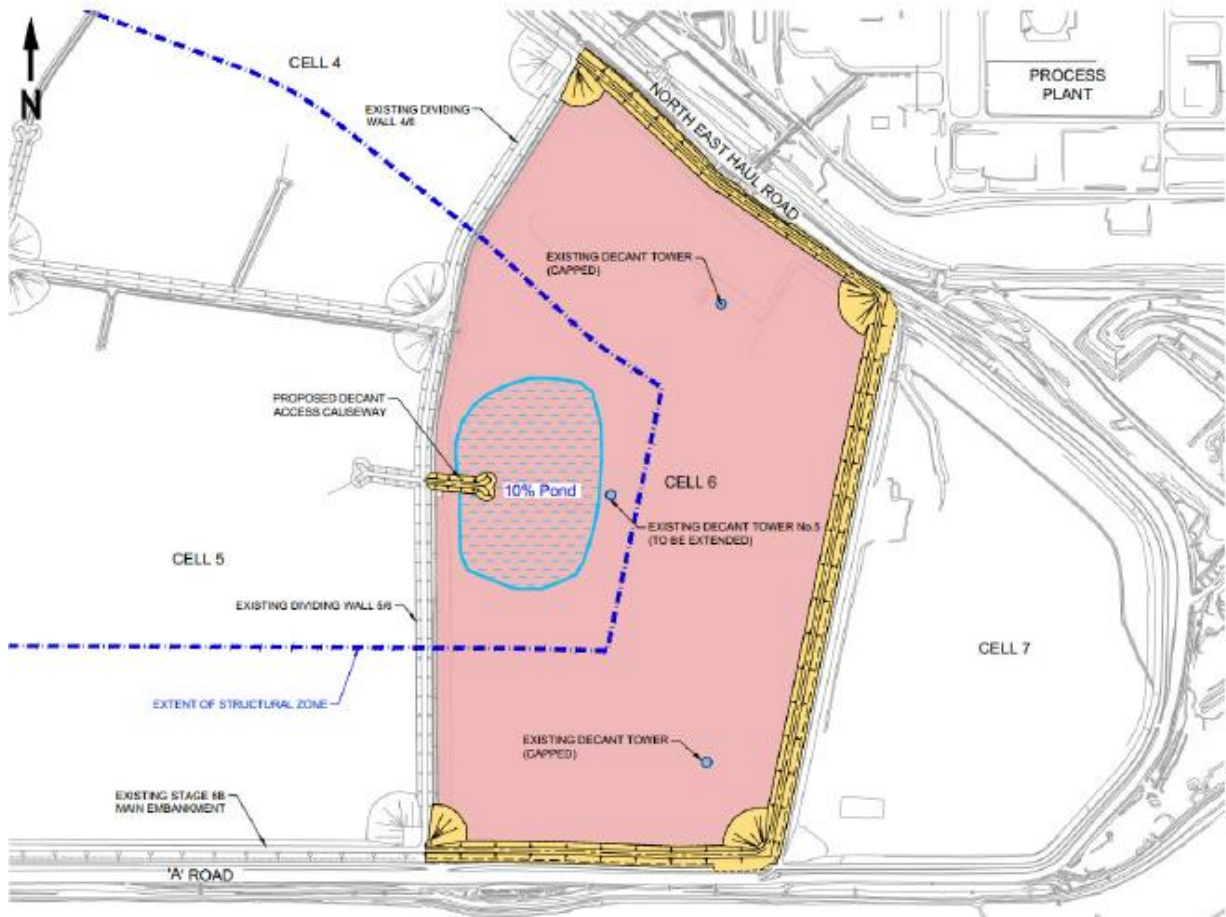 N
CELL 4
EXISTING DIVIDING
WALL 4/6
NORTH EAST HAUL ROAD
PROCESS
PLANT
EXISTING DECANT TOWER
(CAPPED)
PROPOSED DECANT
ACCESS CAUSEWAY
10% Pond
CELL 6
EXISTING DECANT TOWER No.5
(TO BE EXTENDED)
CELL 5
EXISTING DIVIDING WALL 5/6
CELL 7
EXTENT OF STRUCTURAL ZONE
EXISTING DECANT TOWER
(CAPPED)
EXISTING STAGE 8B
MAIN EMBANKMENT
'A' ROAD